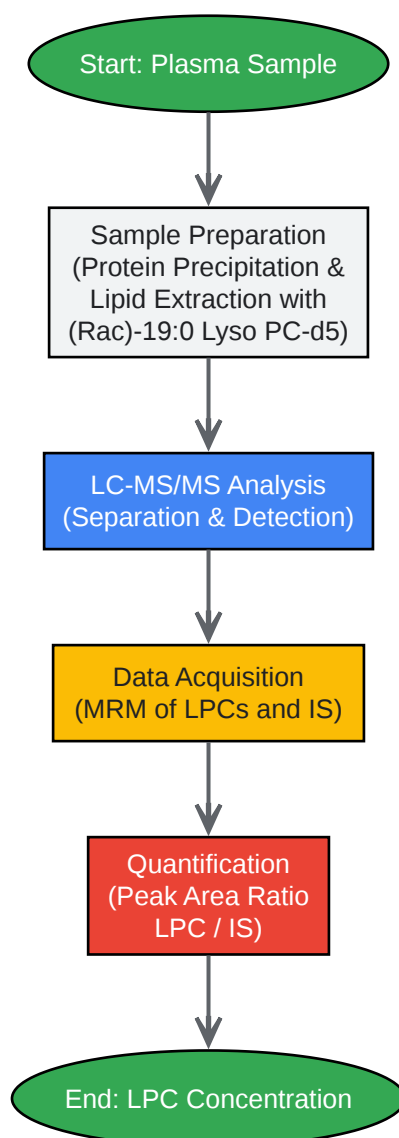 Start: Plasma Sample
Sample Preparation
(Protein Precipitation &
Lipid Extraction with
(Rac)-19:0 Lyso PC-d5)
LC-MS/MS Analysis
(Separation & Detection)
Data Acquisition
(MRM of LPCs and IS)
Quantification
(Peak Area Ratio
LPC / IS)
End: LPC Concentration